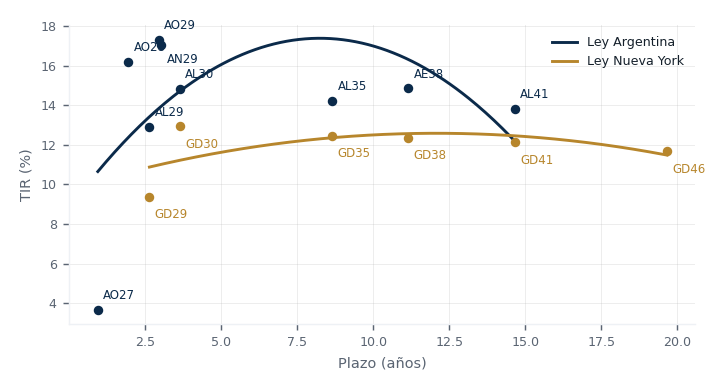 18
16
14
12
10
8
6
4
TIR (%)
AO29
AO28
AN29
AL30
AL29
AL35
AE38
AL41
GD30
GD35
GD38
GD41
GD46
GD29
AO27
Ley Argentina
Ley Nueva York
2.5
5.0
7.5
10.0
12.5
15.0
17.5
20.0
Plazo (años)